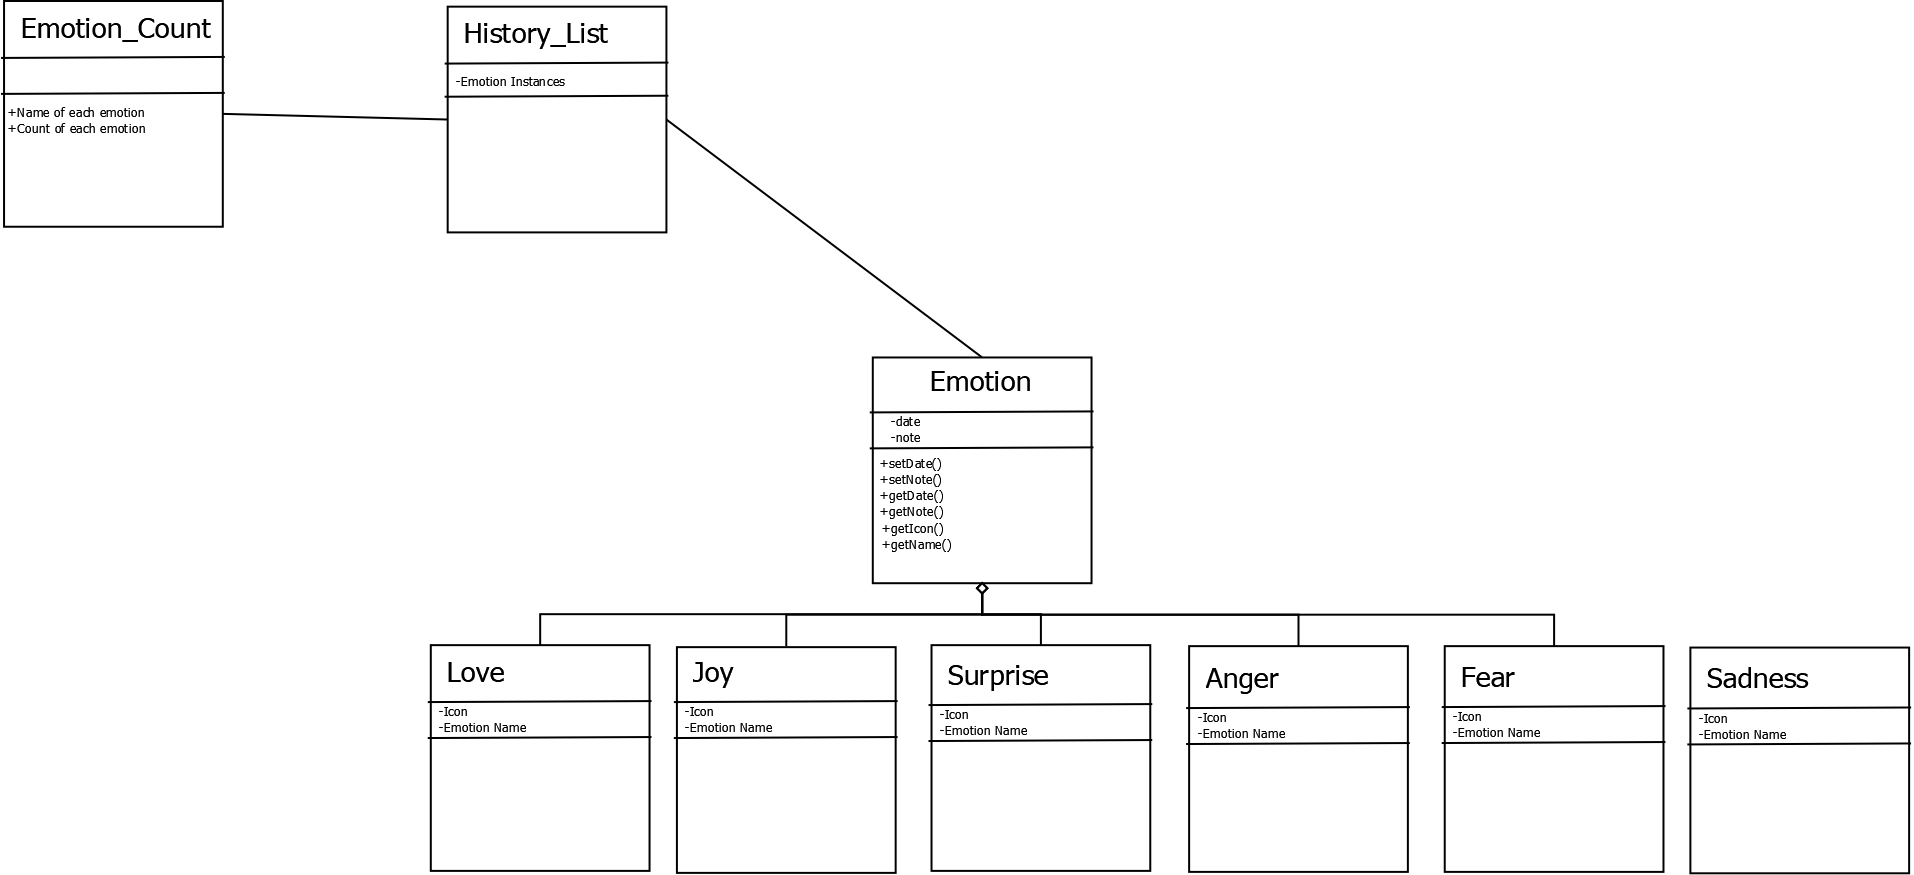 Emotion_Count
+Name of each emotion
+Count of each emotion
History_List
-Emotion Instances
Emotion
-date
-note
+setDate()
+setNote()
+getDate()
+getNote()
+getIcon()
+getName()
Love
-Icon
-Emotion Name
Joy
-Icon
-Emotion Name
Surprise
-Icon
-Emotion Name
Anger
-Icon
-Emotion Name
Fear
-Icon
-Emotion Name
Sadness
-Icon
-Emotion Name